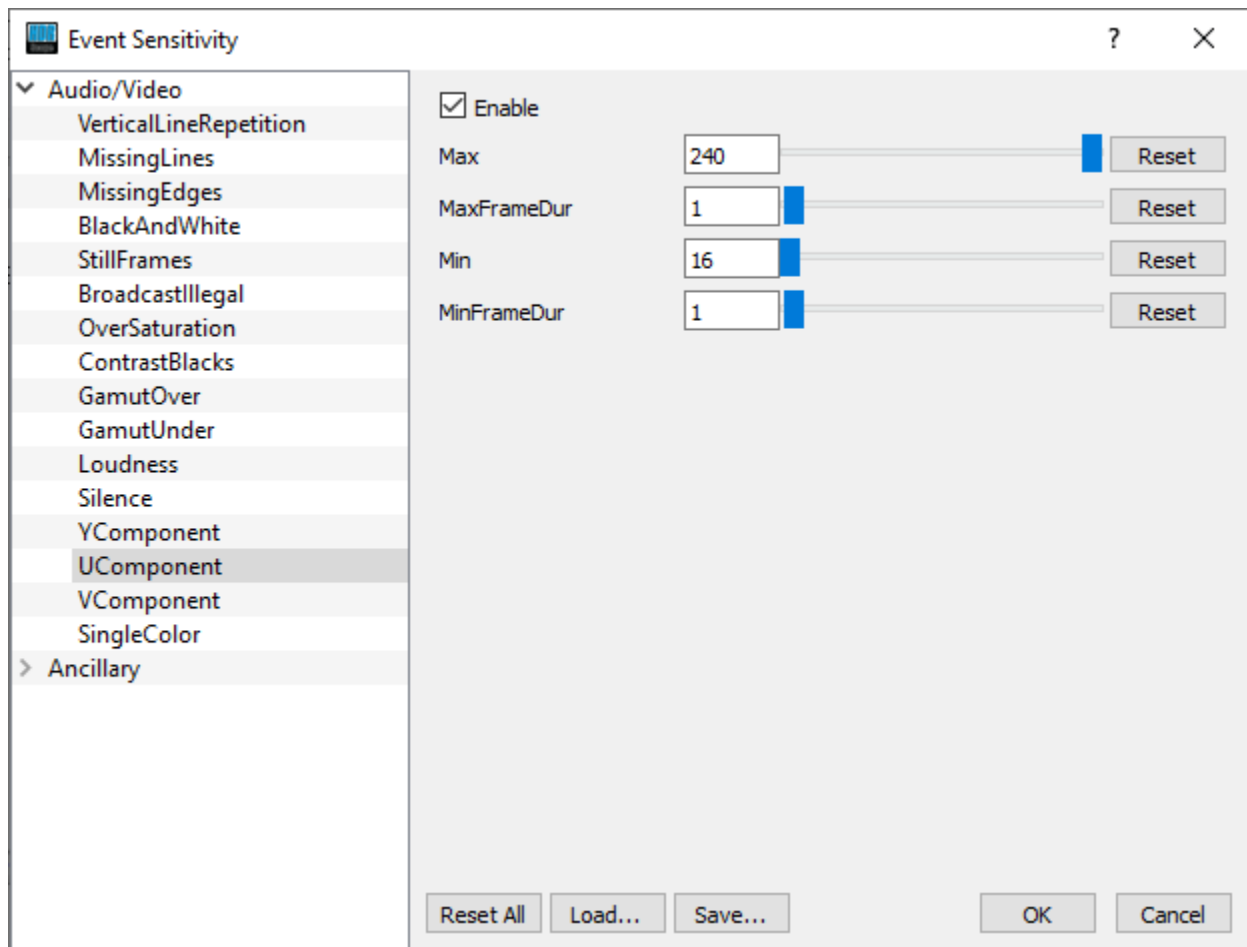 Event Sensitivity
?
Audio/Video
VerticalLineRepetition
MissingLines
MissingEdges
BlackAndWhite
StillFrames
BroadcastIllegal
OverSaturation
ContrastBlacks
GamutOver
GamutUnder
Loudness
Silence
YComponent
UComponent
VComponent
SingleColor
Ancillary
Enable
Max 240 Reset
MaxFrameDur 1 Reset
Min 16 Reset
MinFrameDur 1 Reset
Reset All Load... Save... OK Cancel